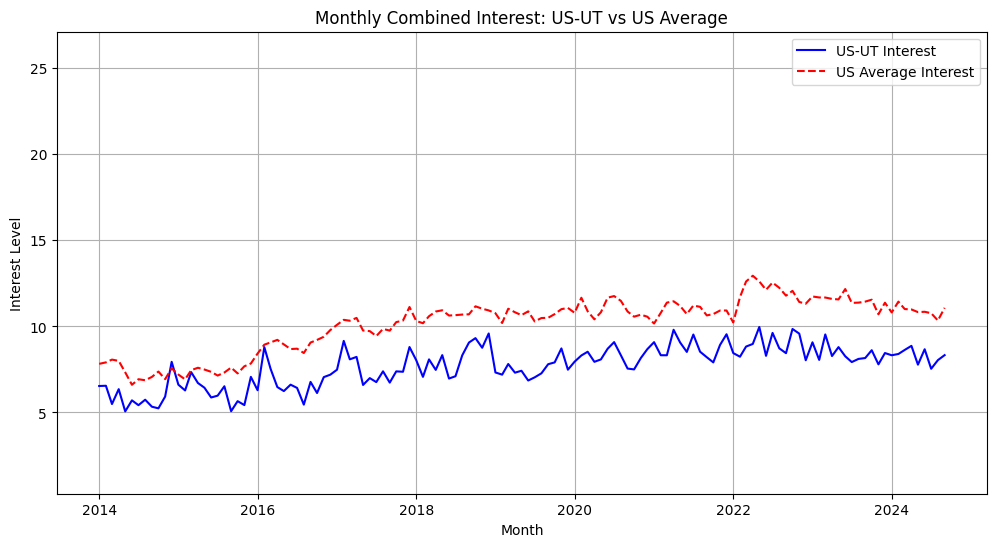 Monthly Combined Interest: US-UT vs US Average
US-UT Interest
US Average Interest
Interest Level
25
20
15
10
5
2014 2016 2018 2020 2022 2024
Month